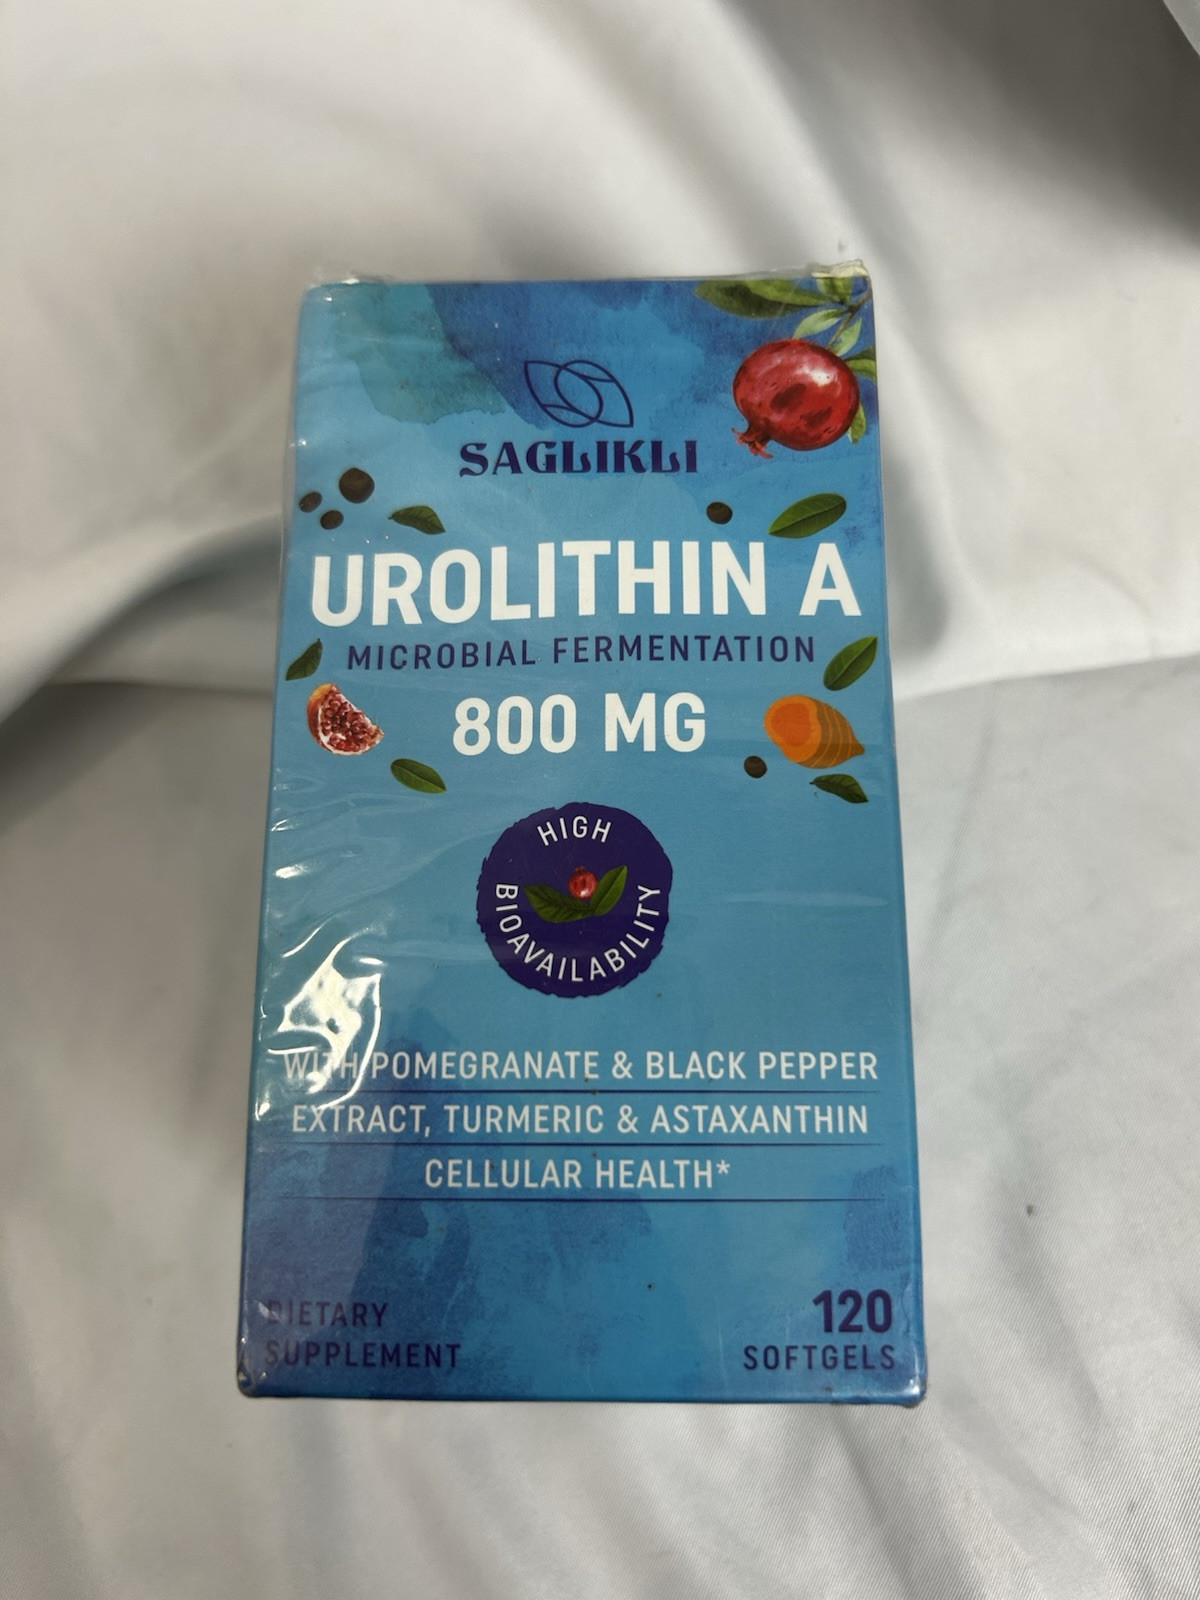 SAGLIKLI
UROLITHIN A
MICROBIAL FERMENTATION
800 MG
HIGH
BIOAVAILABILITY
WITH POMEGRANATE & BLACK PEPPER
EXTRACT, TURMERIC & ASTAXANTHIN
CELLULAR HEALTH*
DIETARY
SUPPLEMENT
120
SOFTGELS